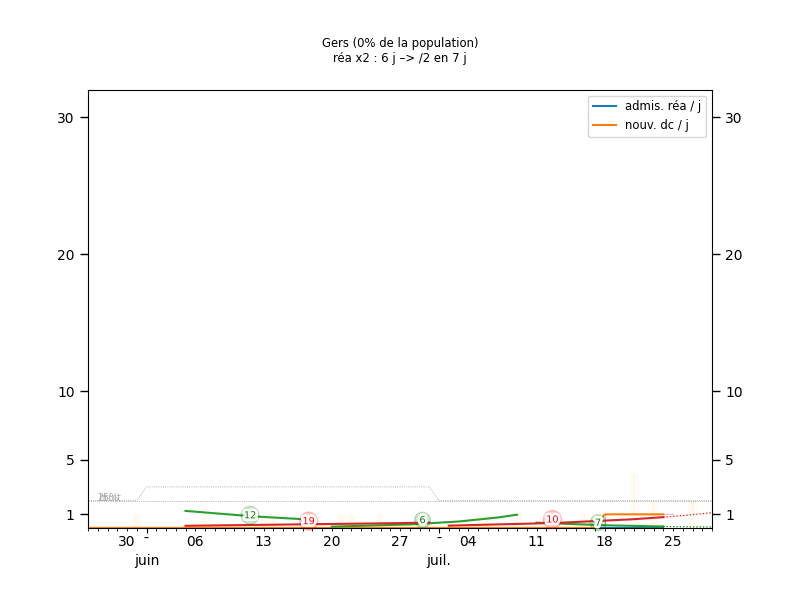 Gers (0% de la population)
réa x2 : 6 j –> /2 en 7 j
admis. réa / j
nouv. dc / j
30 30
20 20
10 10
5 5
1 1
12 19 6 10 7
30 - 06 13 20 27 - 04 11 18 25
juin juil.